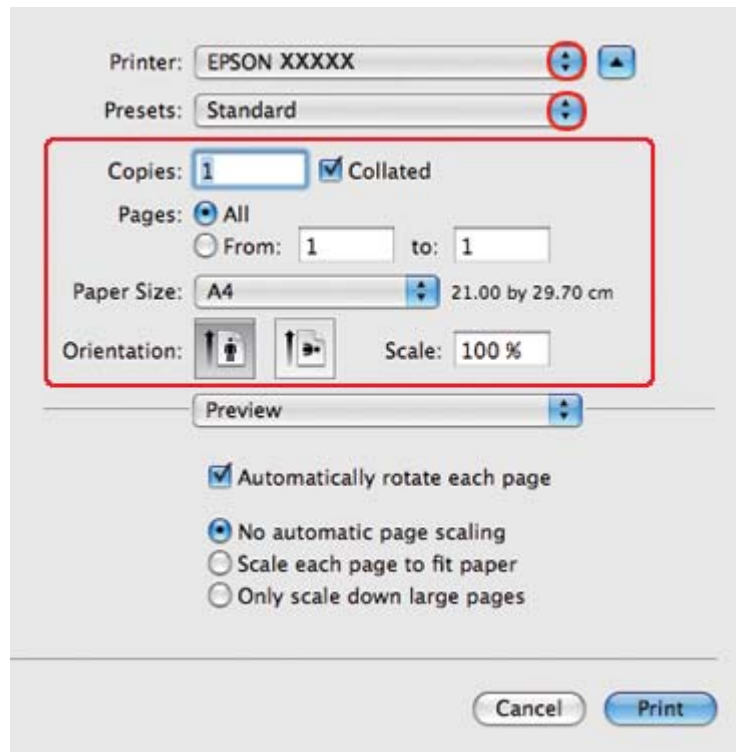 Printer: EPSON XXXXX
Presets: Standard
Copies: 1 Collated
Pages: All
From: 1 to: 1
Paper Size: A4 21.00 by 29.70 cm
Orientation: Scale: 100 %
Preview
Automatically rotate each page
No automatic page scaling
Scale each page to fit paper
Only scale down large pages
Cancel Print